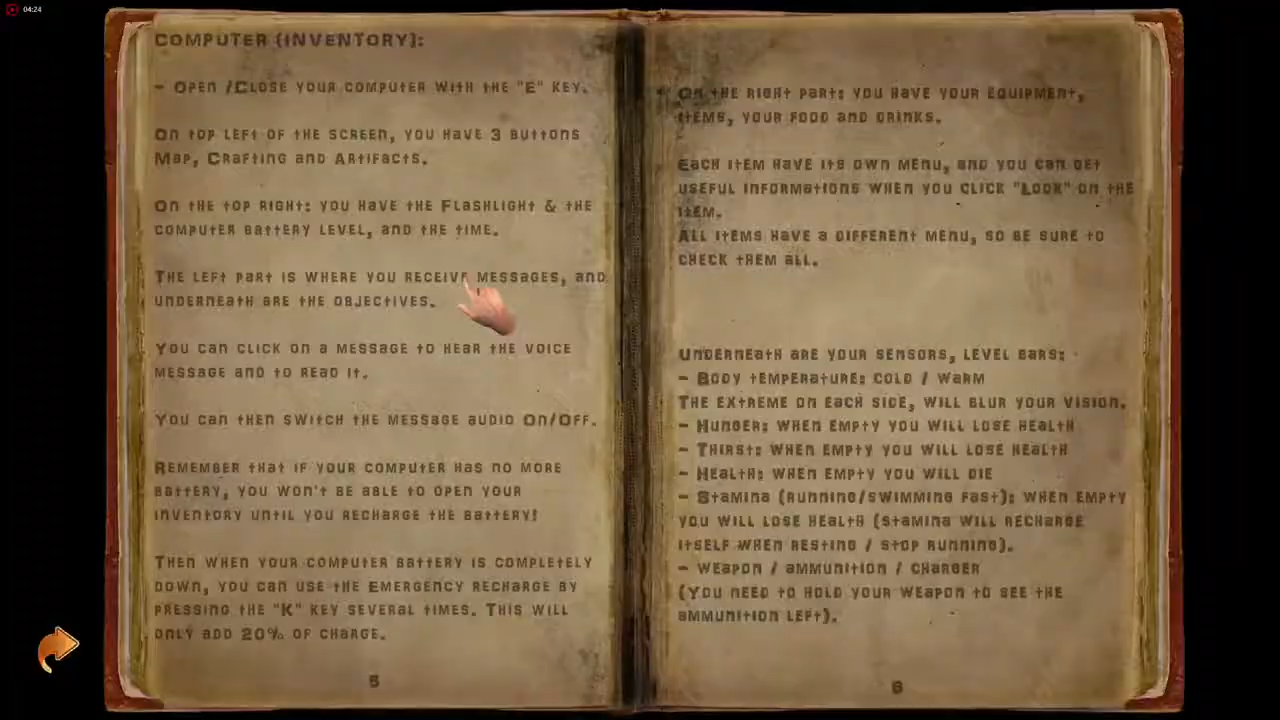 04:24
COMPUTER (INVENTORY):
- OPEN /CLOSE YOUR COMPUTER WITH THE "E" KEY.
ON TOP LEFT OF THE SCREEN, YOU HAVE 3 BUTTONS
MAP, CRAFTING AND ARTIFACTS.
ON THE TOP RIGHT: YOU HAVE THE FLASHLIGHT & THE
COMPUTER BATTERY LEVEL, AND THE TIME.
THE LEFT PART IS WHERE YOU RECEIVE MESSAGES, AND
UNDERNEATH ARE THE OBJECTIVES.
YOU CAN CLICK ON A MESSAGE TO HEAR THE VOICE
MESSAGE AND TO READ IT.
YOU CAN THEN SWITCH THE MESSAGE AUDIO ON/OFF.
REMEMBER THAT IF YOUR COMPUTER HAS NO MORE
BATTERY, YOU WON'T BE ABLE TO OPEN YOUR
INVENTORY UNTIL YOU RECHARGE THE BATTERY!
THEN WHEN YOUR COMPUTER BATTERY IS COMPLETELY
DOWN, YOU CAN USE THE EMERGENCY RECHARGE BY
PRESSING THE "K" KEY SEVERAL TIMES. THIS WILL
ONLY ADD 20% OF CHARGE.
5
ON THE RIGHT PART: YOU HAVE YOUR EQUIPMENT,
ITEMS, YOUR FOOD AND DRINKS.
EACH ITEM HAVE ITS OWN MENU, AND YOU CAN GET
USEFUL INFORMATIONS WHEN YOU CLICK "LOOK" ON THE
ITEM.
ALL ITEMS HAVE A DIFFERENT MENU, SO BE SURE TO
CHECK THEM ALL.
UNDERNEATH ARE YOUR SENSORS, LEVEL BARS:
- BODY TEMPERATURE: COLD / WARM
THE EXTREME ON EACH SIDE, WILL BLUR YOUR VISION.
- HUNGER: WHEN EMPTY YOU WILL LOSE HEALTH
- THIRST: WHEN EMPTY YOU WILL LOSE HEALTH
- HEALTH: WHEN EMPTY YOU WILL DIE
- STAMINA (RUNNING/SWIMMING FAST): WHEN EMPTY
YOU WILL LOSE HEALTH (STAMINA WILL RECHARGE
ITSELF WHEN RESTING / STOP RUNNING).
- WEAPON / AMMUNITION / CHARGER
(YOU NEED TO HOLD YOUR WEAPON TO SEE THE
AMMUNITION LEFT).
6